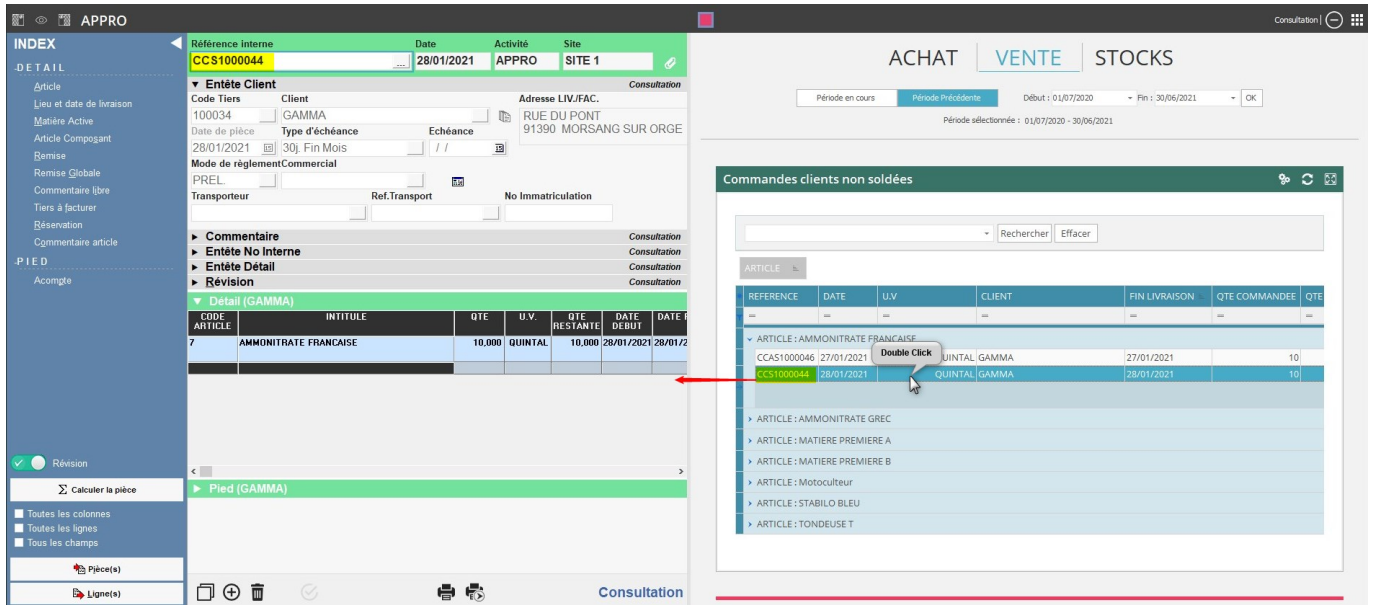 APPRO
Consultation
INDEX
DETAIL
Article
Lieu et date de livraison
Matière Active
Article Composant
Remise
Remise Globale
Commentaire libre
Tiers à facturer
Réservation
Commentaire article
PIED
Acompte
Révision
Σ Calculer la pièce
Toutes les colonnes
Toutes les lignes
Tous les champs
Pièce(s)
Ligne(s)
Référence interne Date Activité Site
CCS1000044 ... 28/01/2021 APPRO SITE 1
Entête Client Consultation
Code Tiers Client Adresse LIV./FAC.
100034 GAMMA RUE DU PONT
Date de pièce Type d'échéance Echéance 91390 MORSANG SUR ORGE
28/01/2021 30j. Fin Mois / /
Mode de règlement Commercial
PREL.
Transporteur Ref.Transport No Immatriculation
Commentaire Consultation
Entête No Interne Consultation
Entête Détail Consultation
Révision Consultation
Détail (GAMMA)
CODE ARTICLE INTITULE QTE U.V. QTE RESTANTE DATE DEBUT DATE F
7 AMMONITRATE FRANCAISE 10,000 QUINTAL 10,000 28/01/2021 28/01/2
Pied (GAMMA)
Consultation
ACHAT VENTE STOCKS
Période en cours Période Précédente Début : 01/07/2020 Fin : 30/06/2021 OK
Période sélectionnée : 01/07/2020 - 30/06/2021
Commandes clients non soldées
Rechercher Effacer
ARTICLE
REFERENCE DATE U.V CLIENT FIN LIVRAISON QTE COMMANDEE QTE
= = = = = = =
ARTICLE : AMMONITRATE FRANCAISE
CCAS1000046 27/01/2021 QUINTAL GAMMA 27/01/2021 10
Double Click
CCS1000044 28/01/2021 QUINTAL GAMMA 28/01/2021 10
ARTICLE : AMMONITRATE GREC
ARTICLE : MATIERE PREMIERE A
ARTICLE : MATIERE PREMIERE B
ARTICLE : Motoculteur
ARTICLE : STABILO BLEU
ARTICLE : TONDEUSE T